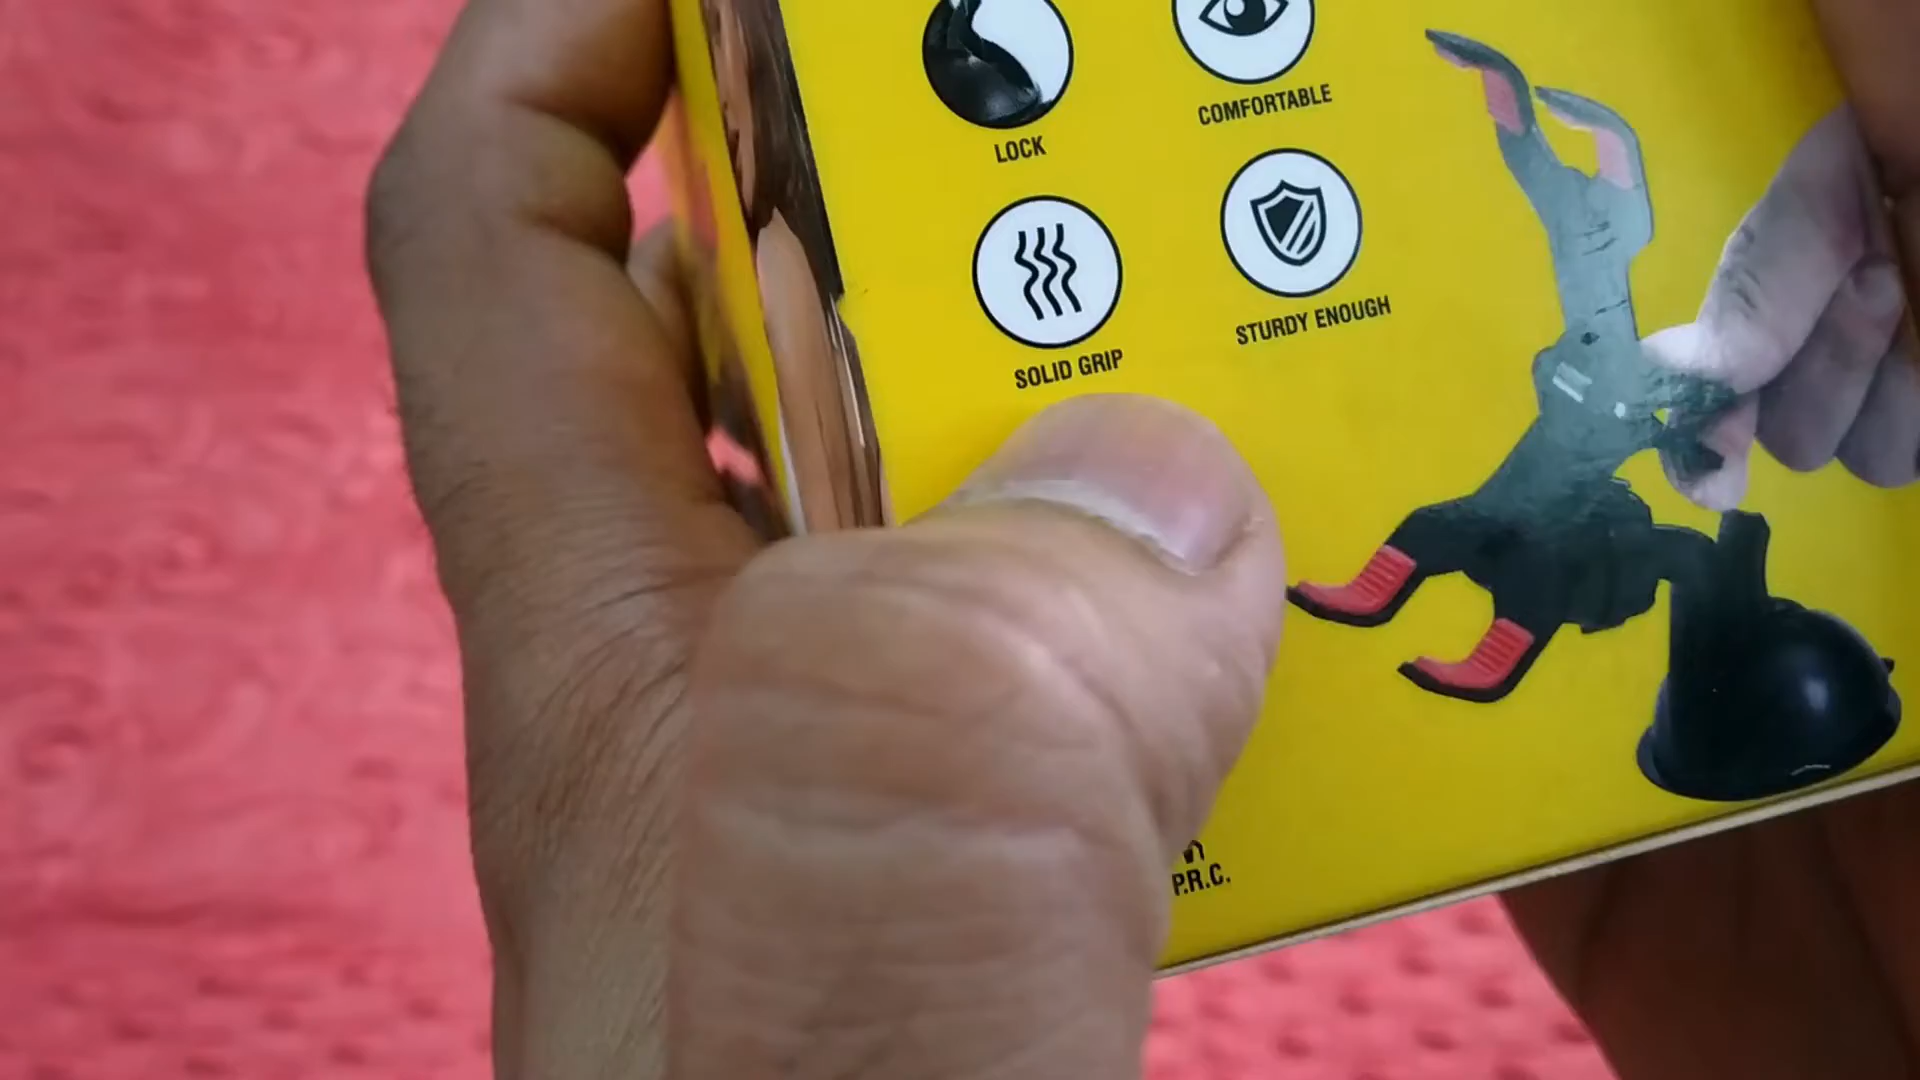 COMFORTABLE
LOCK
STURDY ENOUGH
SOLID GRIP
P.R.C.